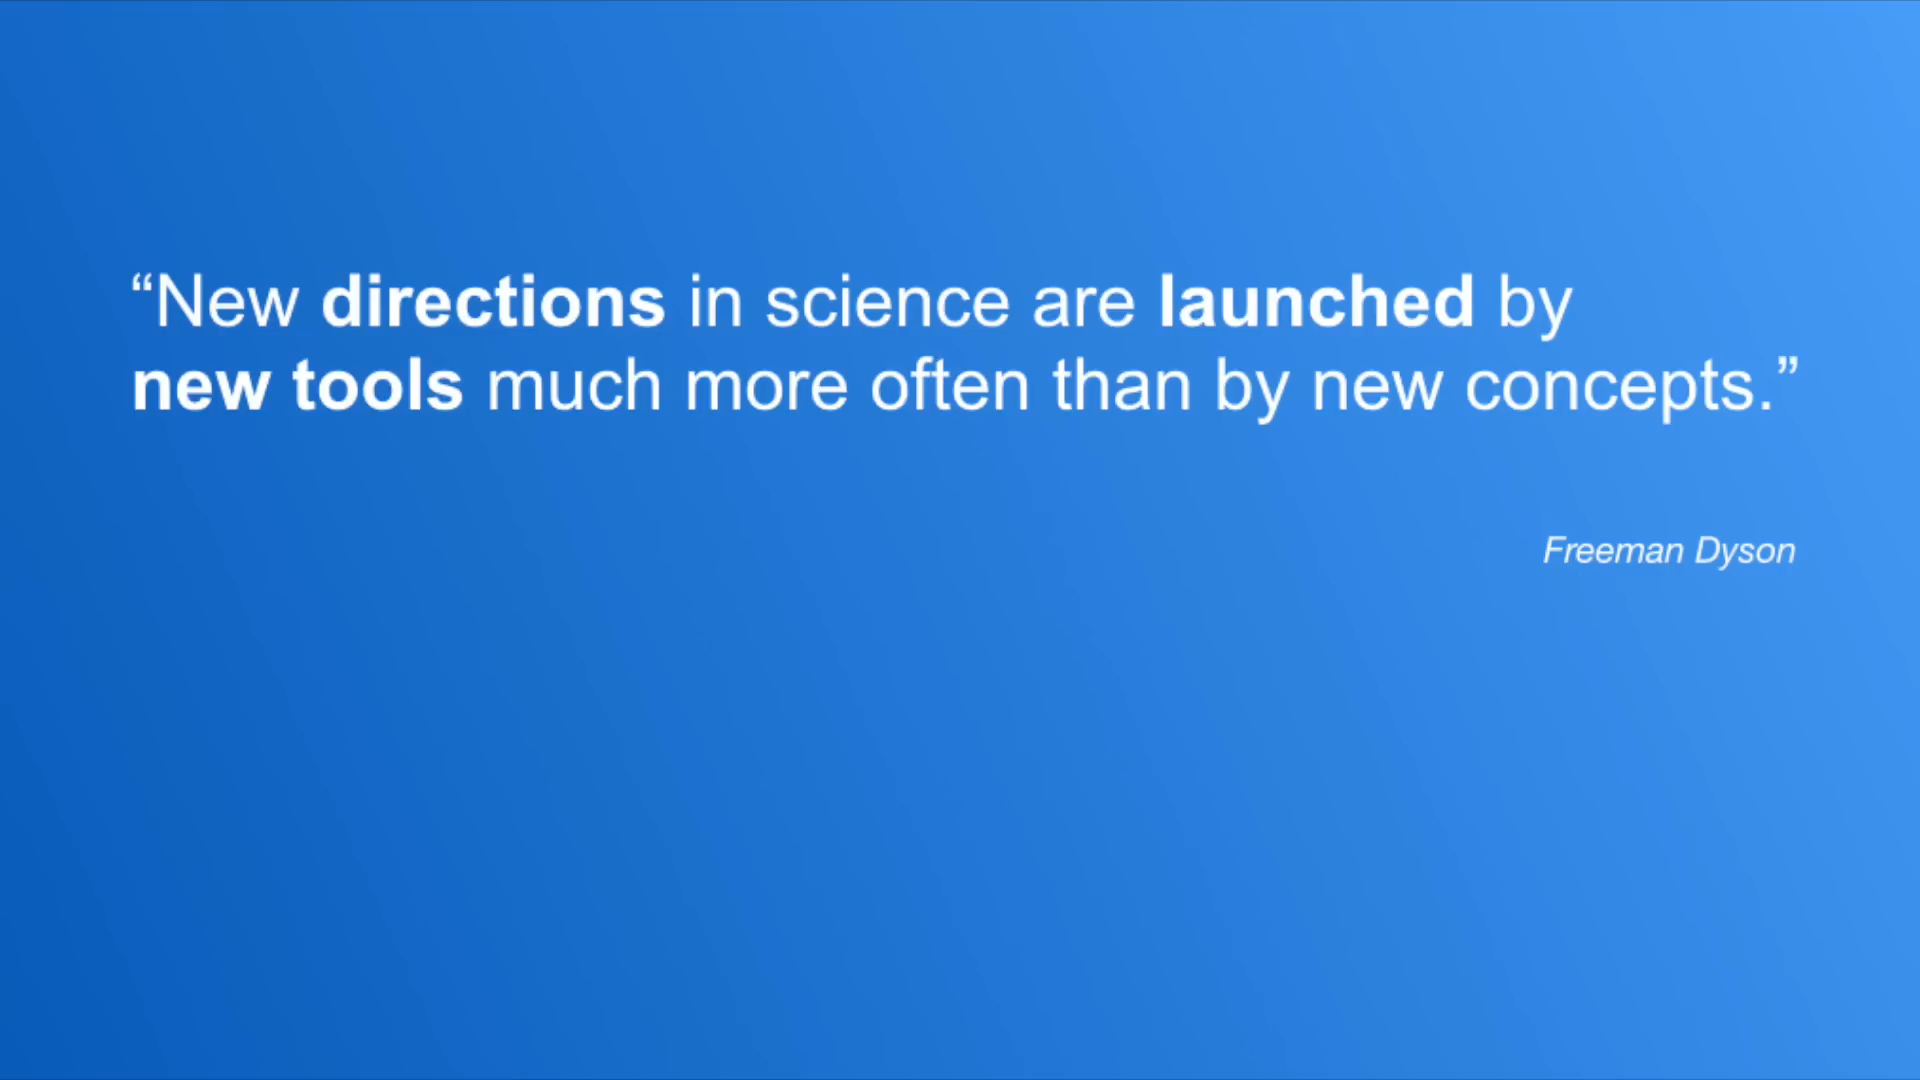 “New directions in science are launched by
new tools much more often than by new concepts.”
Freeman Dyson